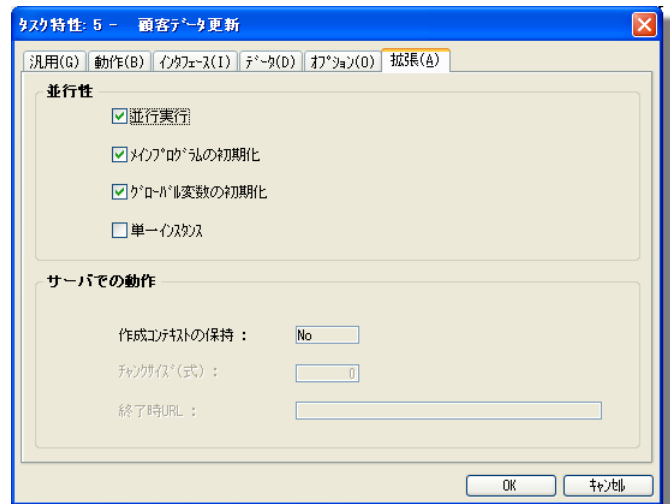 ﾀｽｸ特性: 5 -   顧客ﾃﾞｰﾀ更新
汎用(G) 動作(B) ｲﾝﾀﾌｪｰｽ(I) ﾃﾞｰﾀ(D) ｵﾌﾟｼｮﾝ(O) 拡張(A)
並行性
並行実行
ﾒｲﾝﾌﾟﾛｸﾞﾗﾑの初期化
ｸﾞﾛｰﾊﾞﾙ変数の初期化
単一ｲﾝｽﾀﾝｽ
サーバでの動作
作成ｺﾝﾃｷｽﾄの保持 : No
ﾁｬﾝｸｻｲｽﾞ(式) : 0
終了時URL :
OK ｷｬﾝｾﾙ